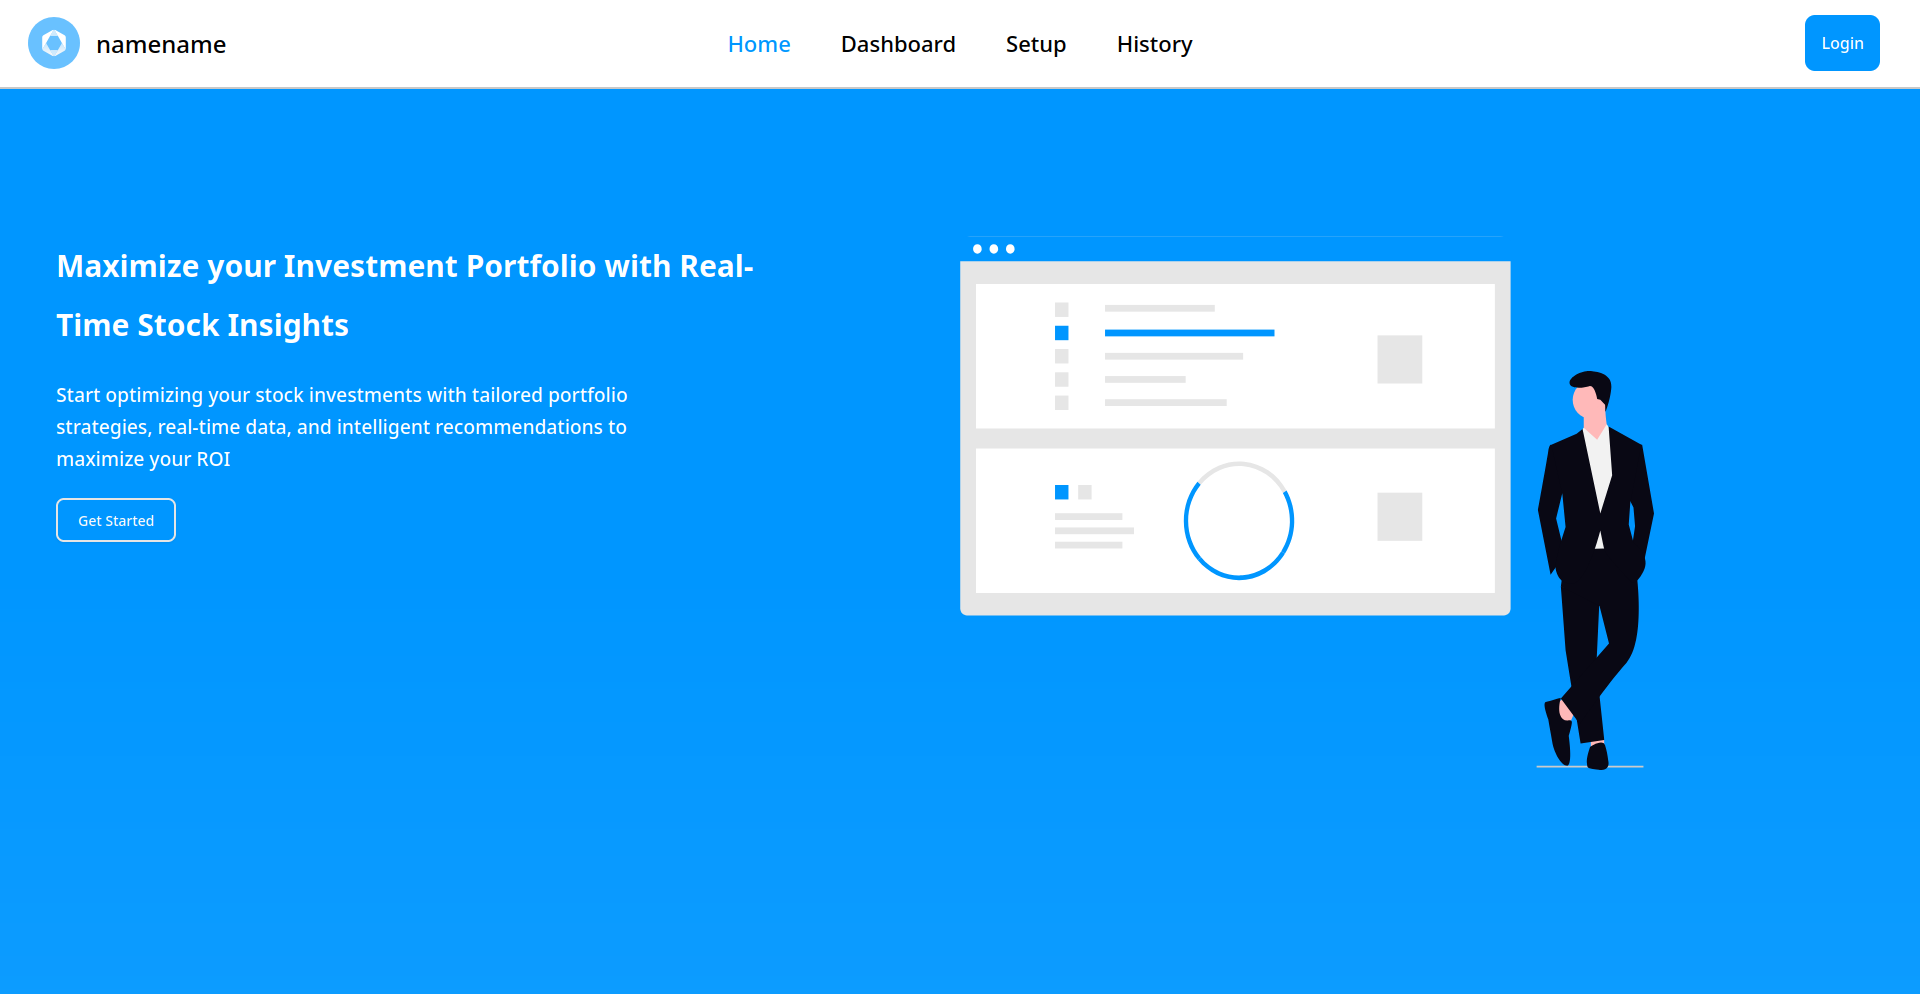 namename
Home
Dashboard
Setup
History
Login
Maximize your Investment Portfolio with Real-
Time Stock Insights
Start optimizing your stock investments with tailored portfolio
strategies, real-time data, and intelligent recommendations to
maximize your ROI
Get Started